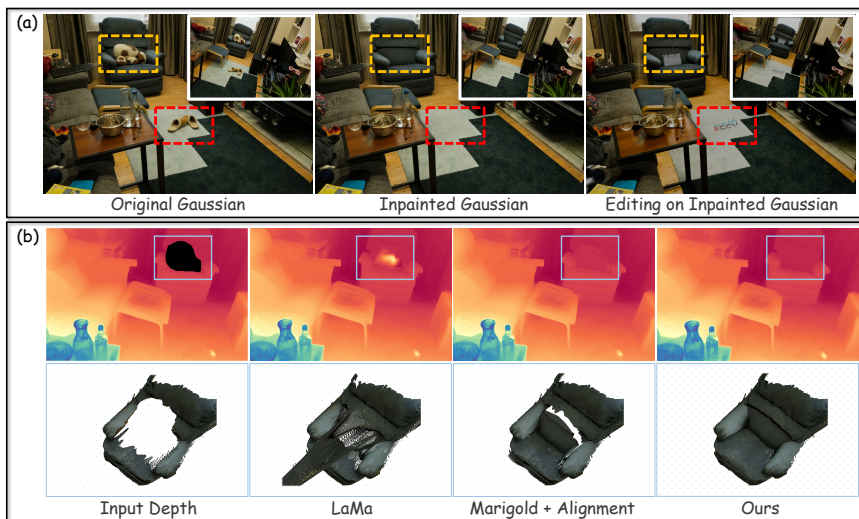 (a)
Original Gaussian
Inpainted Gaussian
Editing on Inpainted Gaussian
(b)
Input Depth
LaMa
Marigold + Alignment
Ours